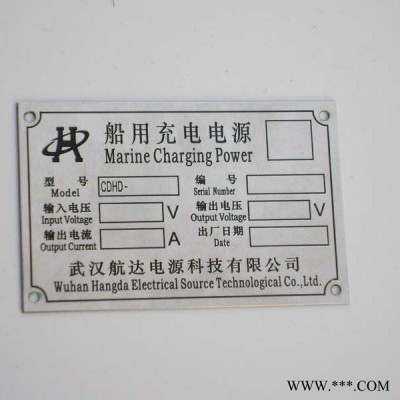 船用充电电源
Marine Charging Power
型 号 CDHD- 编 号
Model Serial Number
输入电压 V 输出电压 V
Input Voltage Output Voltage
输出电流 A 出厂日期
Output Current Date
武汉航达电源科技有限公司
Wuhan Hangda Electrical Source Technological Co.,Ltd.
www.***.com